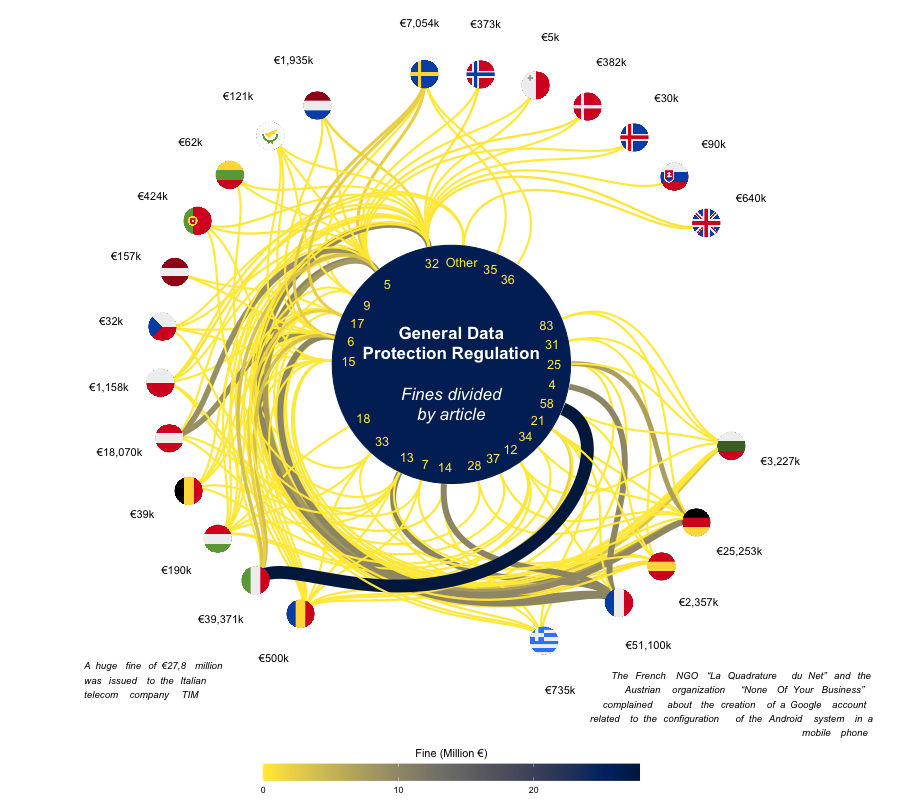 €7,054k
€373k
€5k
€1,935k
€382k
€121k
€30k
€62k
€90k
€424k
€640k
€157k
€32k
€1,158k
€18,070k
€39k
€190k
€39,371k
€500k
€735k
€51,100k
€2,357k
€25,253k
€3,227k
32
Other
35
36
5
9
17
6
15
83
31
25
4
58
21
34
12
37
28
14
7
13
33
18
General Data
Protection Regulation
Fines divided
by article
A huge fine of €27,8 million
was issued to the Italian
telecom company TIM
The French NGO “La Quadrature du Net” and the
Austrian organization “None Of Your Business”
complained about the creation of a Google account
related to the configuration of the Android system in a
mobile phone
Fine (Million €)
0
10
20